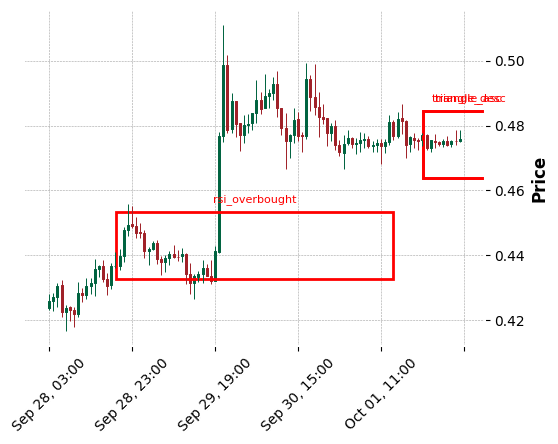 triangle_desc
rsi_overbought
0.50
0.48
0.46
0.44
0.42
Price
Sep 28, 03:00
Sep 28, 23:00
Sep 29, 19:00
Sep 30, 15:00
Oct 01, 11:00